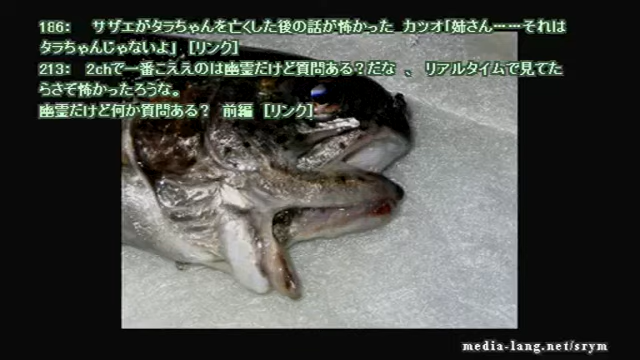 186： サザエがタラちゃんを亡くした後の話が怖かった カツオ「姉さん……それは
タラちゃんじゃないよ」 [リンク]
213： 2chで一番こええのは幽霊だけど質問ある？だな 、 リアルタイムで見てた
らさぞ怖かったろうな。
幽霊だけど何か質問ある？ 前編 [リンク]
media-lang.net/srym